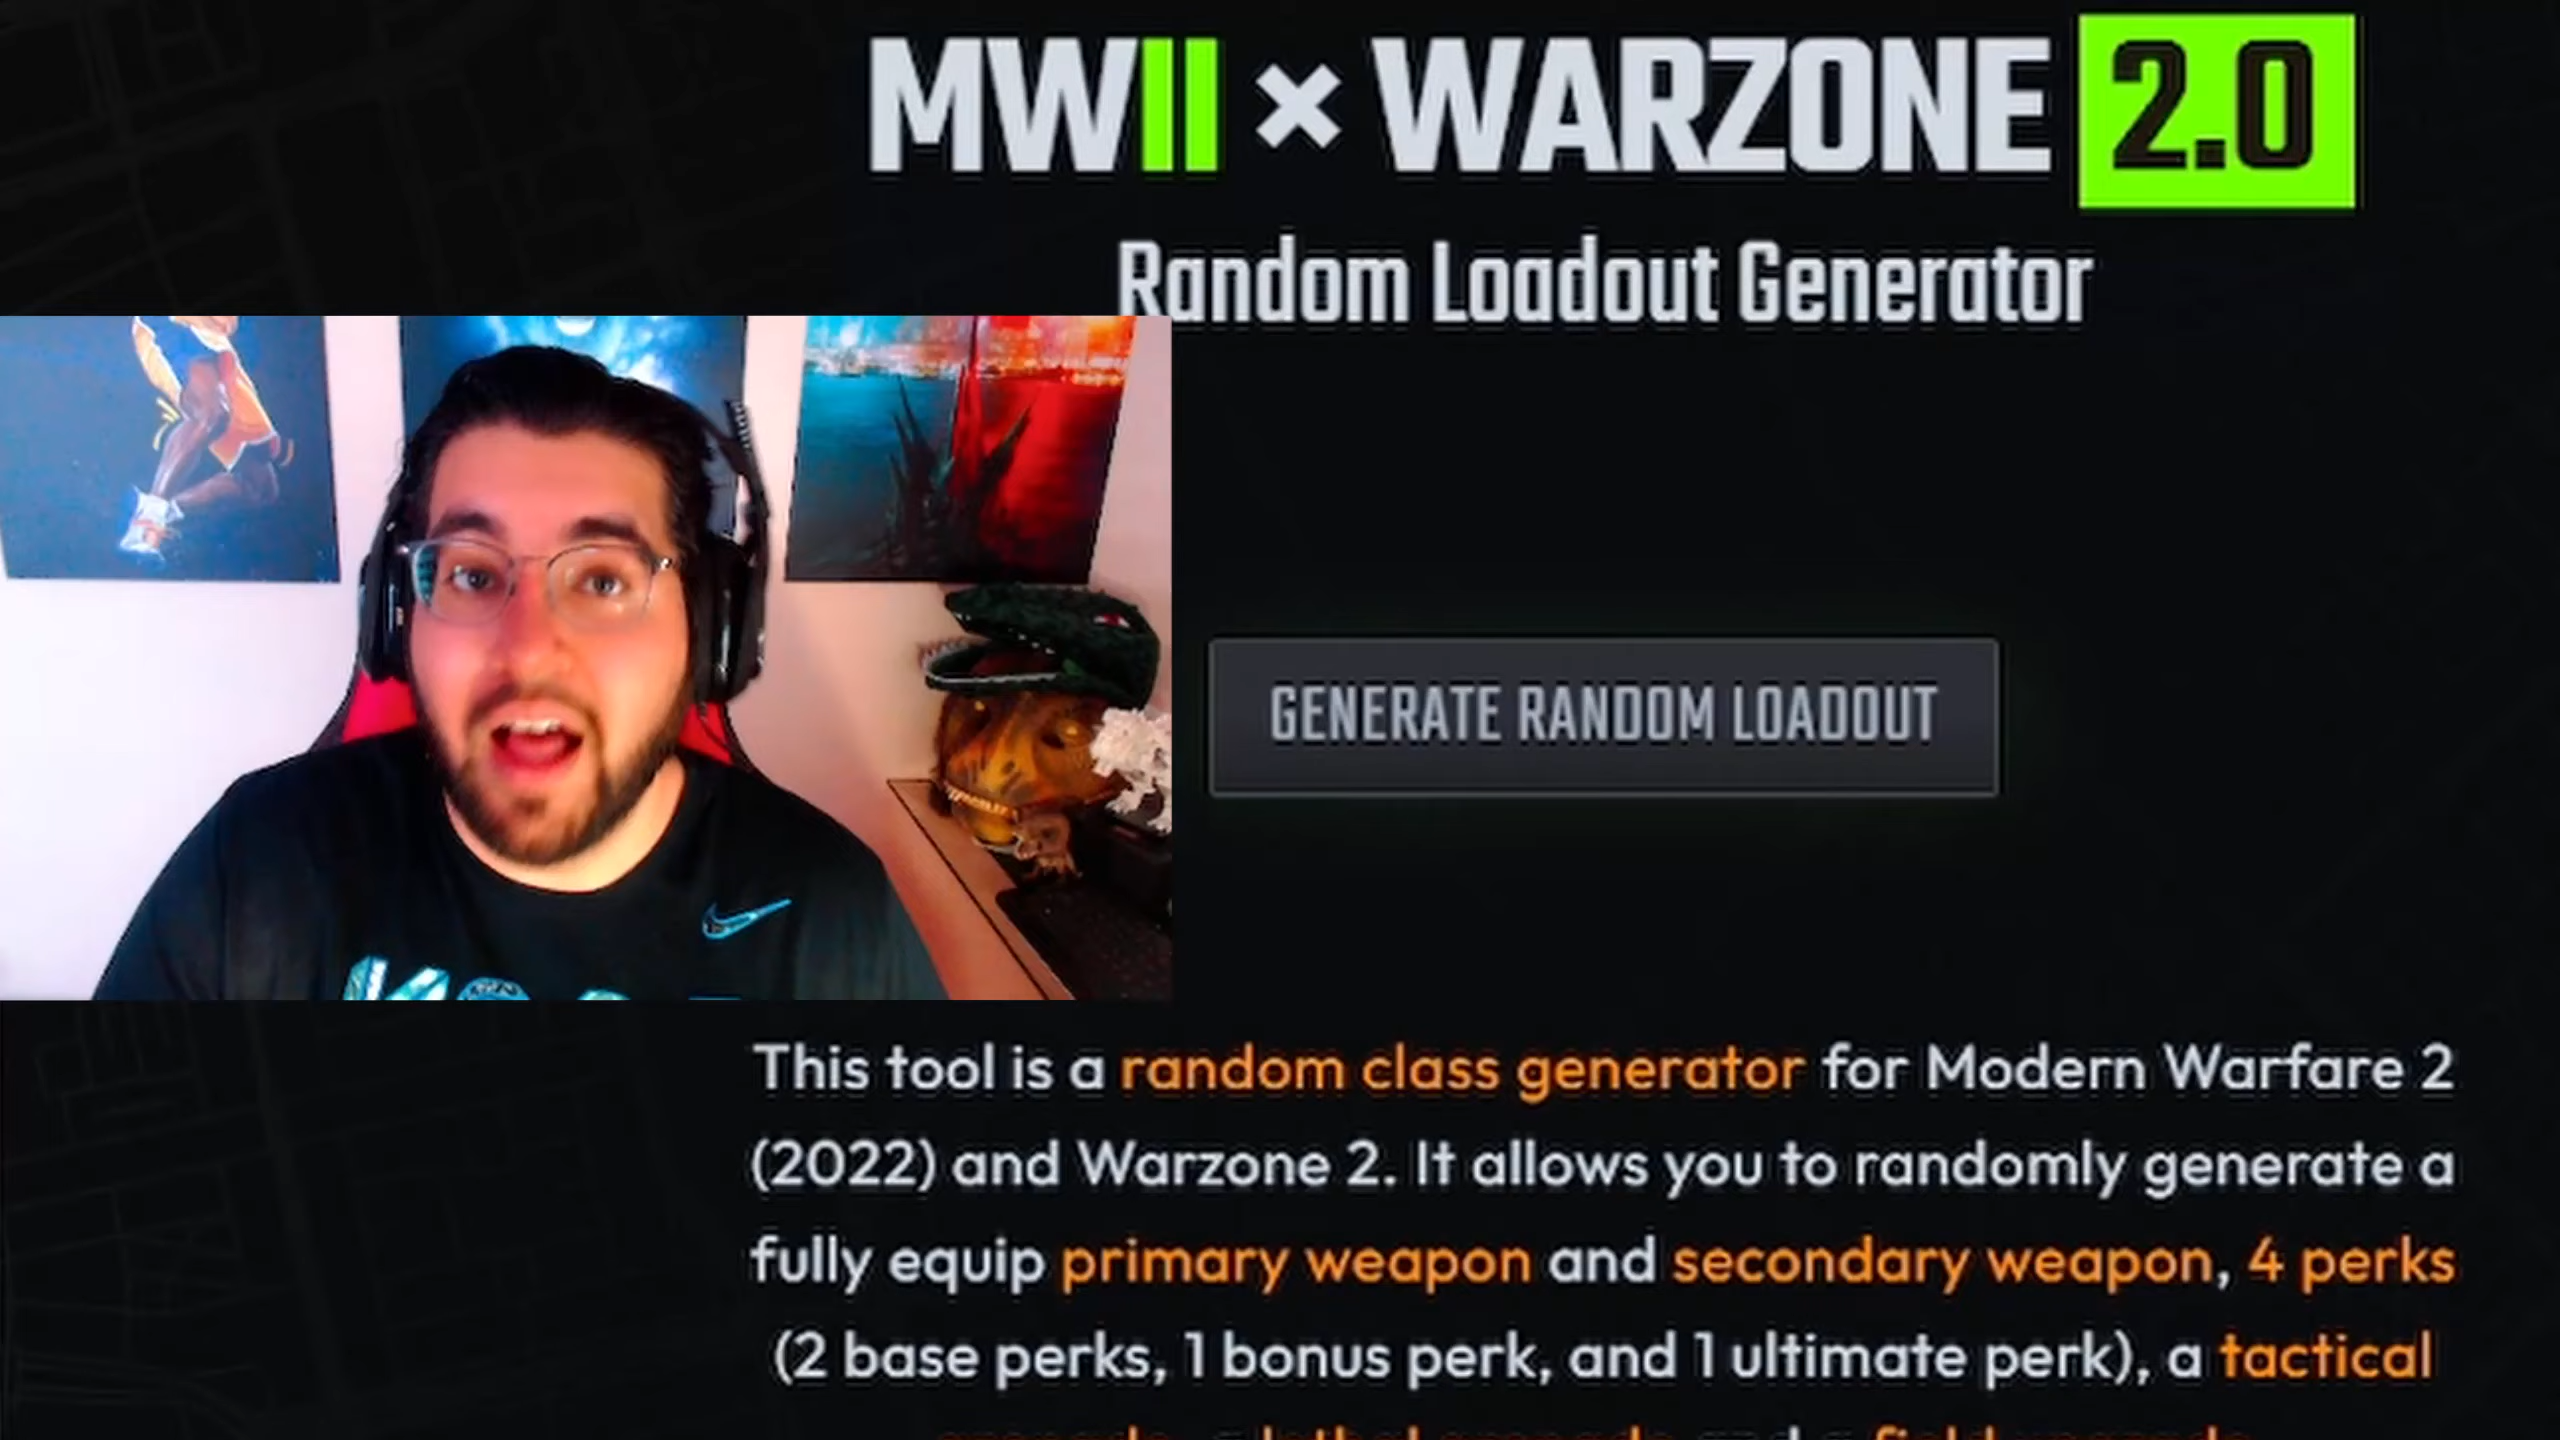 MWII × WARZONE 2.0
Random Loadout Generator
GENERATE RANDOM LOADOUT
This tool is a random class generator for Modern Warfare 2
(2022) and Warzone 2. It allows you to randomly generate a
fully equip primary weapon and secondary weapon, 4 perks
(2 base perks, 1 bonus perk, and 1 ultimate perk), a tactical